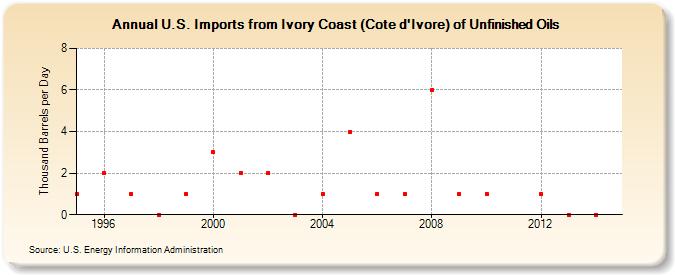 Annual U.S. Imports from Ivory Coast (Cote d'Ivore) of Unfinished Oils
Thousand Barrels per Day
8
6
4
2
0
1996 2000 2004 2008 2012
Source: U.S. Energy Information Administration